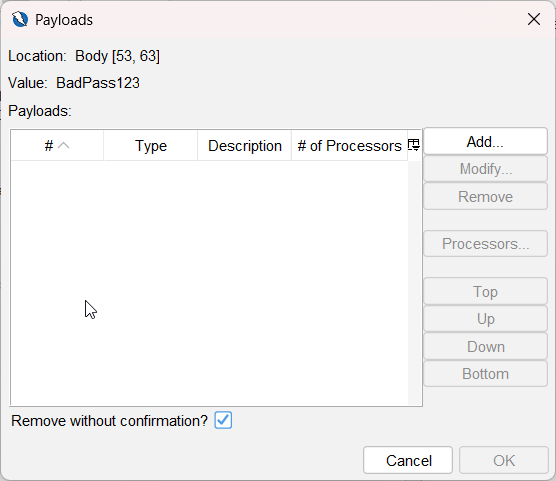 Payloads
Location: Body [53, 63]
Value: BadPass123
Payloads:
# Type Description # of Processors
Add...
Modify...
Remove
Processors...
Top
Up
Down
Bottom
Remove without confirmation?
Cancel OK